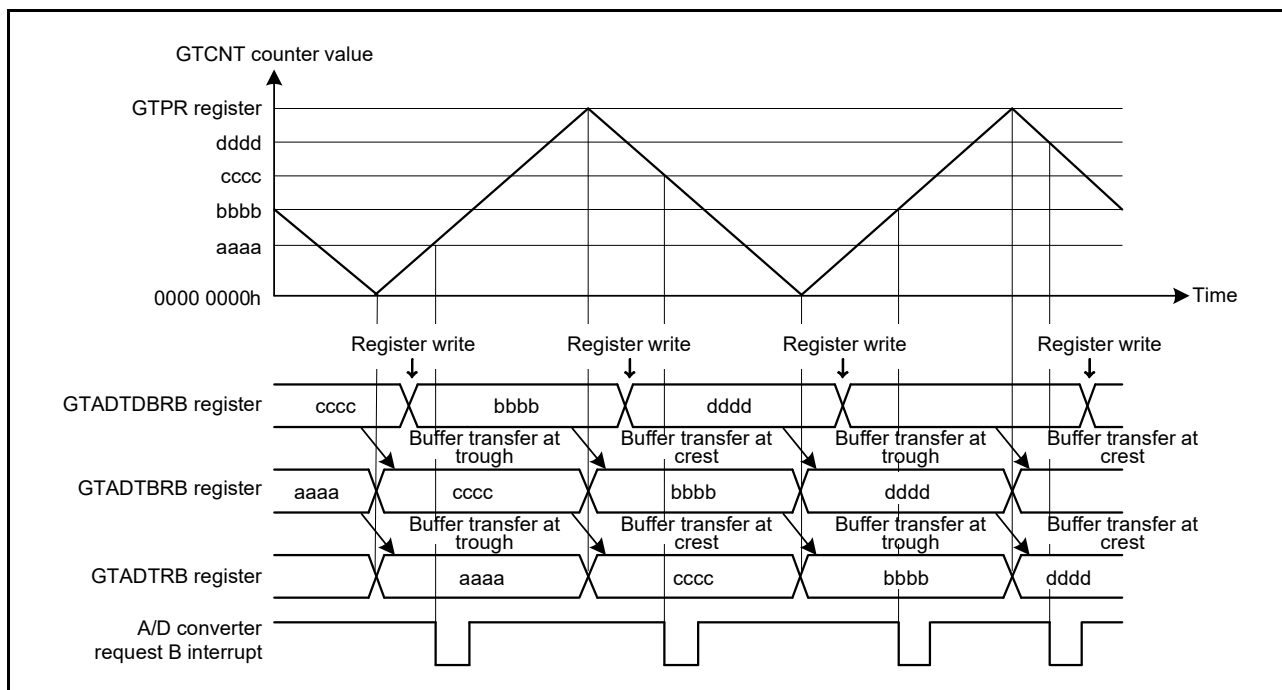 GTCNT counter value
GTPR register
dddd
cccc
bbbb
aaaa
0000 0000h
Time
Register write Register write Register write Register write
GTADTDBRB register cccc bbbb dddd
Buffer transfer at Buffer transfer at Buffer transfer at Buffer transfer at
trough crest trough crest
GTADTBRB register aaaa cccc bbbb dddd
Buffer transfer at Buffer transfer at Buffer transfer at Buffer transfer at
trough crest trough crest
GTADTRB register aaaa cccc bbbb dddd
A/D converter
request B interrupt